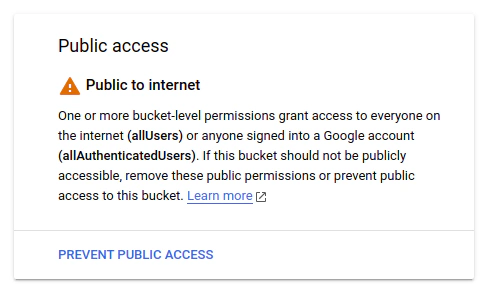 Public access
Public to internet
One or more bucket-level permissions grant access to everyone on
the internet (allUsers) or anyone signed into a Google account
(allAuthenticatedUsers). If this bucket should not be publicly
accessible, remove these public permissions or prevent public
access to this bucket. Learn more
PREVENT PUBLIC ACCESS